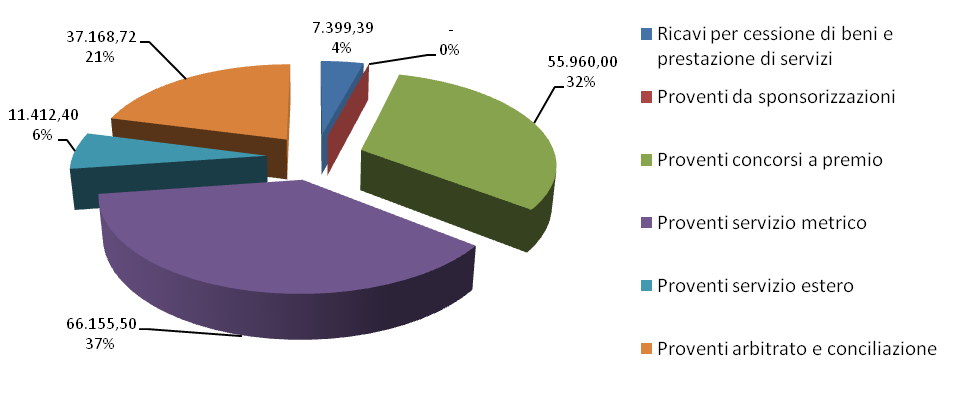 7.399,39
4%
-
0%
55.960,00
32%
66.155,50
37%
11.412,40
6%
37.168,72
21%
Ricavi per cessione di beni e
prestazione di servizi
Proventi da sponsorizzazioni
Proventi concorsi a premio
Proventi servizio metrico
Proventi servizio estero
Proventi arbitrato e conciliazione